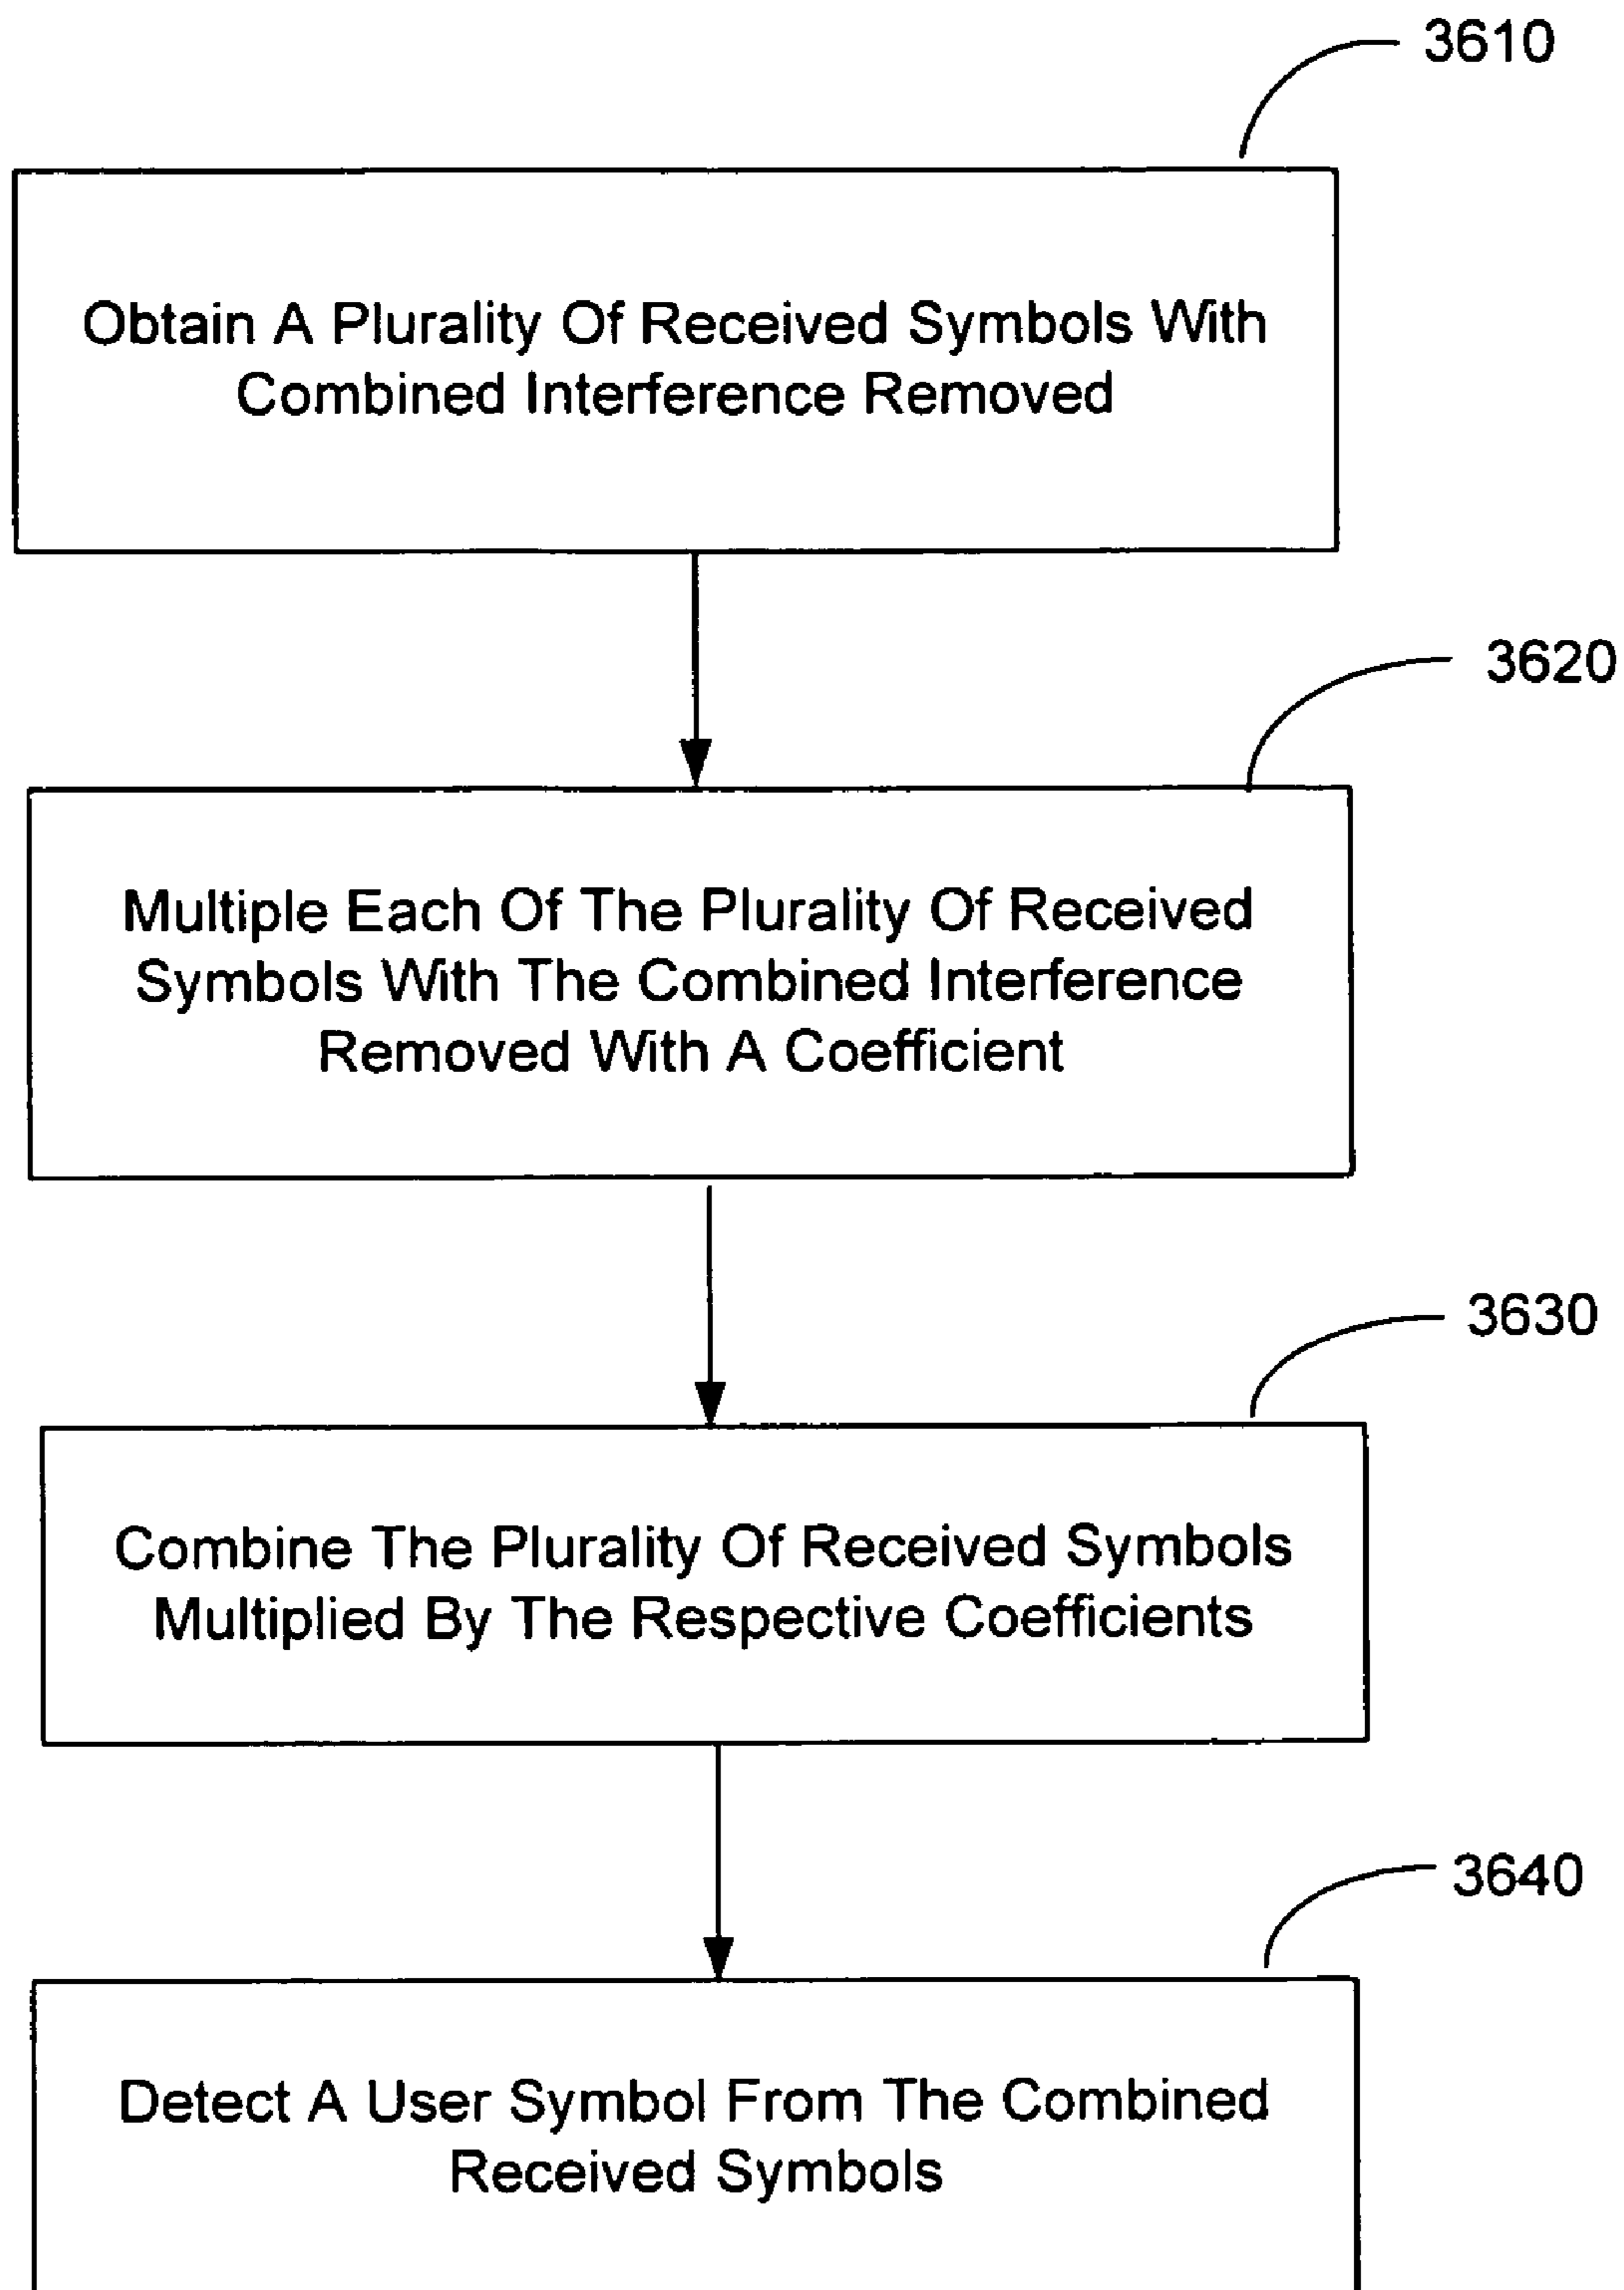 3610
Obtain A Plurality Of Received Symbols With
Combined Interference Removed
3620
Multiple Each Of The Plurality Of Received
Symbols With The Combined Interference
Removed With A Coefficient
3630
Combine The Plurality Of Received Symbols
Multiplied By The Respective Coefficients
3640
Detect A User Symbol From The Combined
Received Symbols